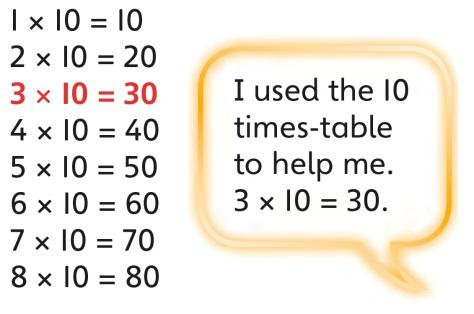 1 × 10 = 10
2 × 10 = 20
3 × 10 = 30
4 × 10 = 40
5 × 10 = 50
6 × 10 = 60
7 × 10 = 70
8 × 10 = 80
I used the 10
times-table
to help me.
3 × 10 = 30.